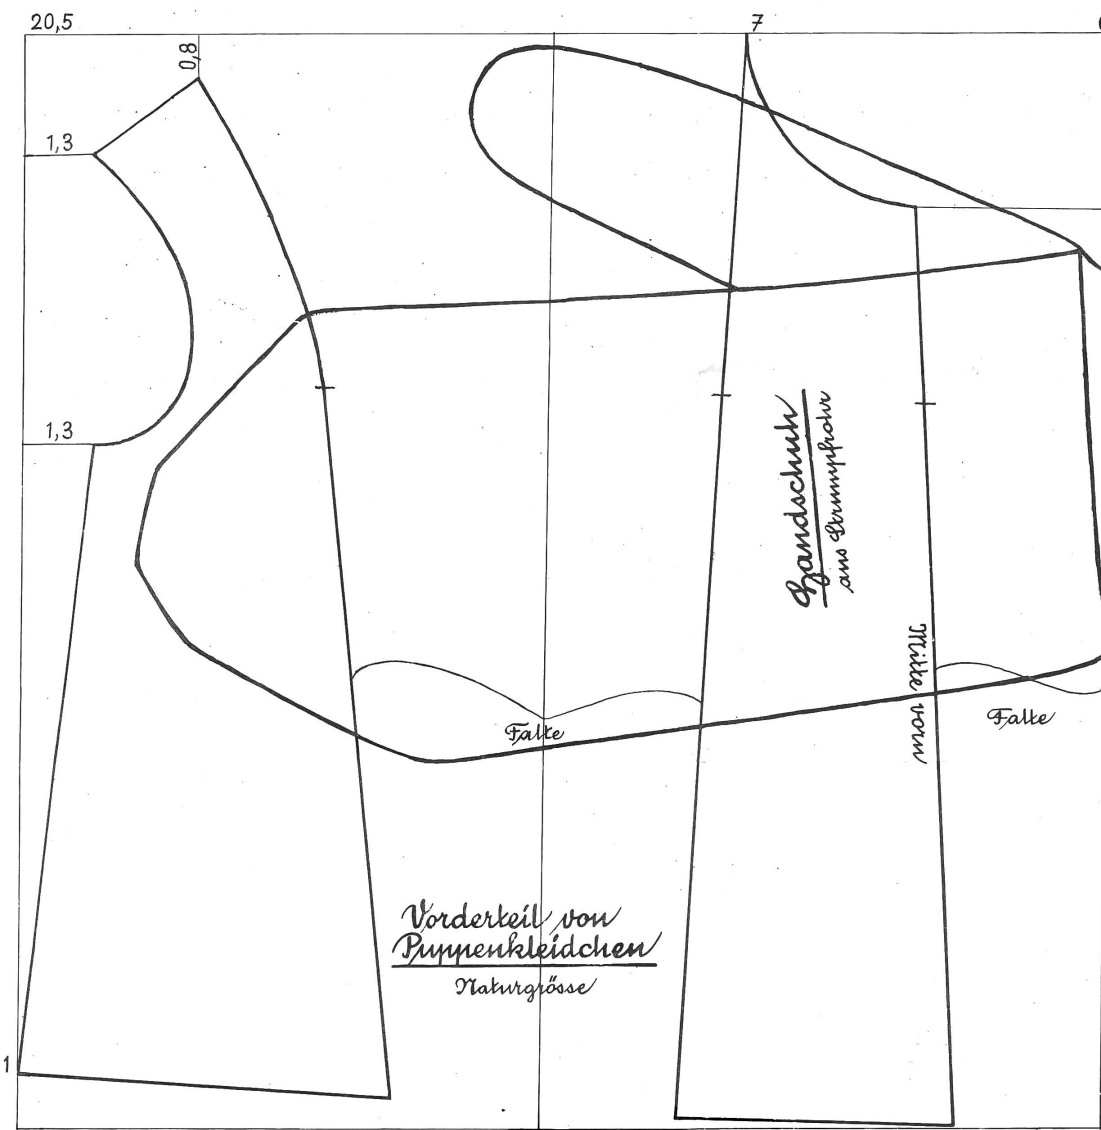 20,5
7
0,8
1,3
1,3
Handschuh
aus Strumpfrohr
Mitte vorn
Falte
Falte
Vorderteil von
Puppenkleidchen
Naturgrösse
1